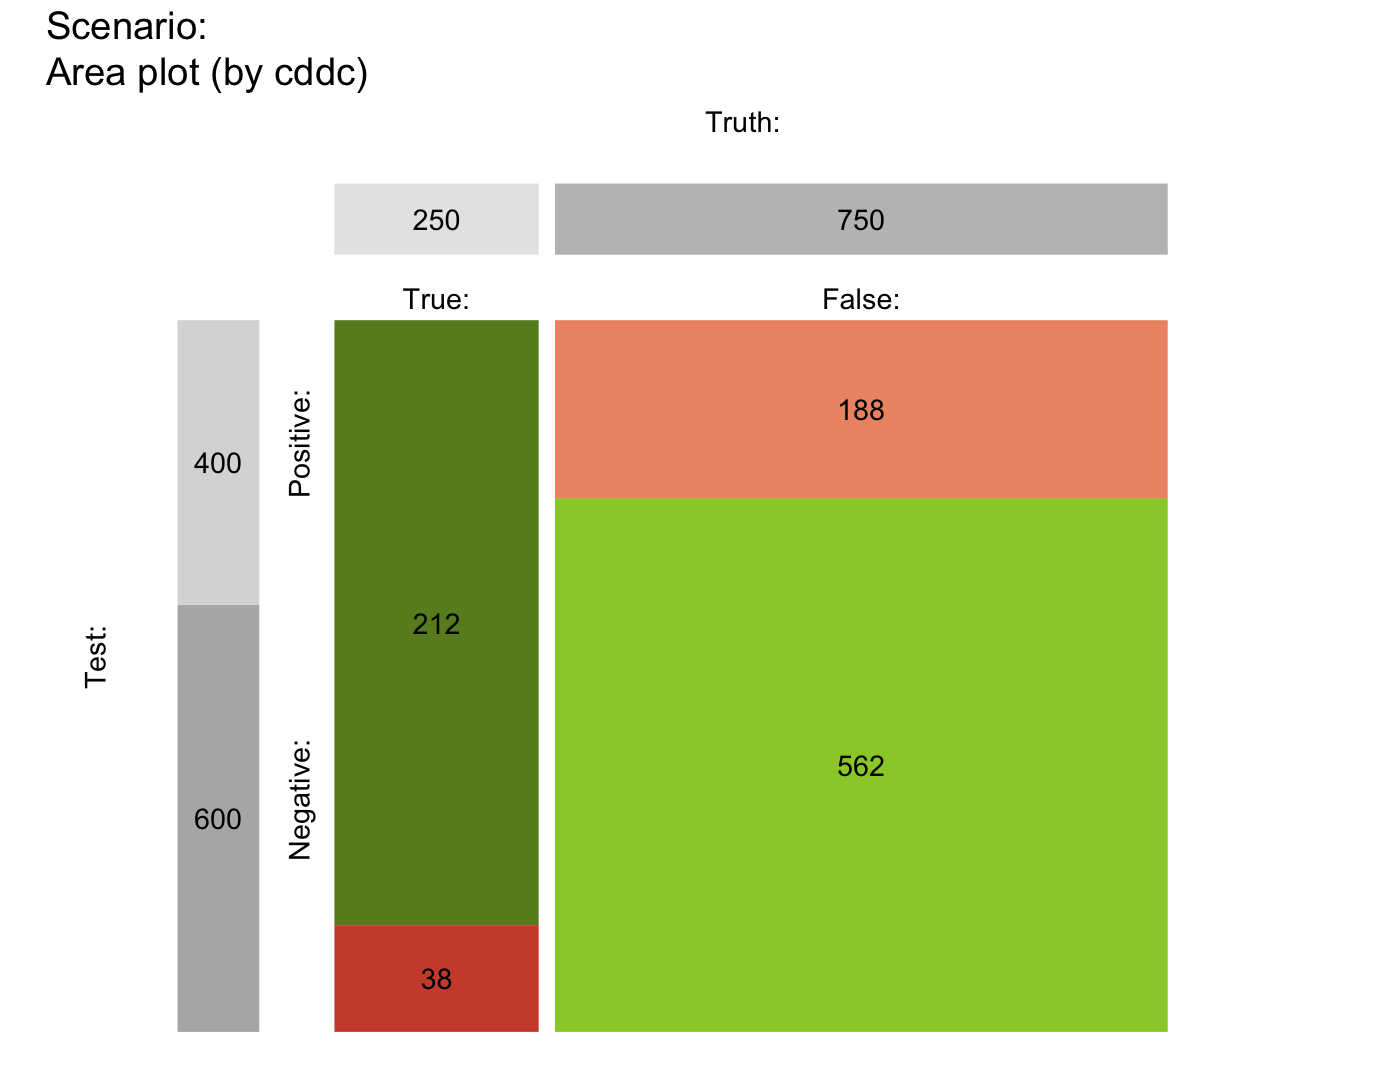 Scenario:
Area plot (by cddc)
Truth:
250
750
True:
False:
Test:
400
600
Positive:
Negative:
212
188
562
38